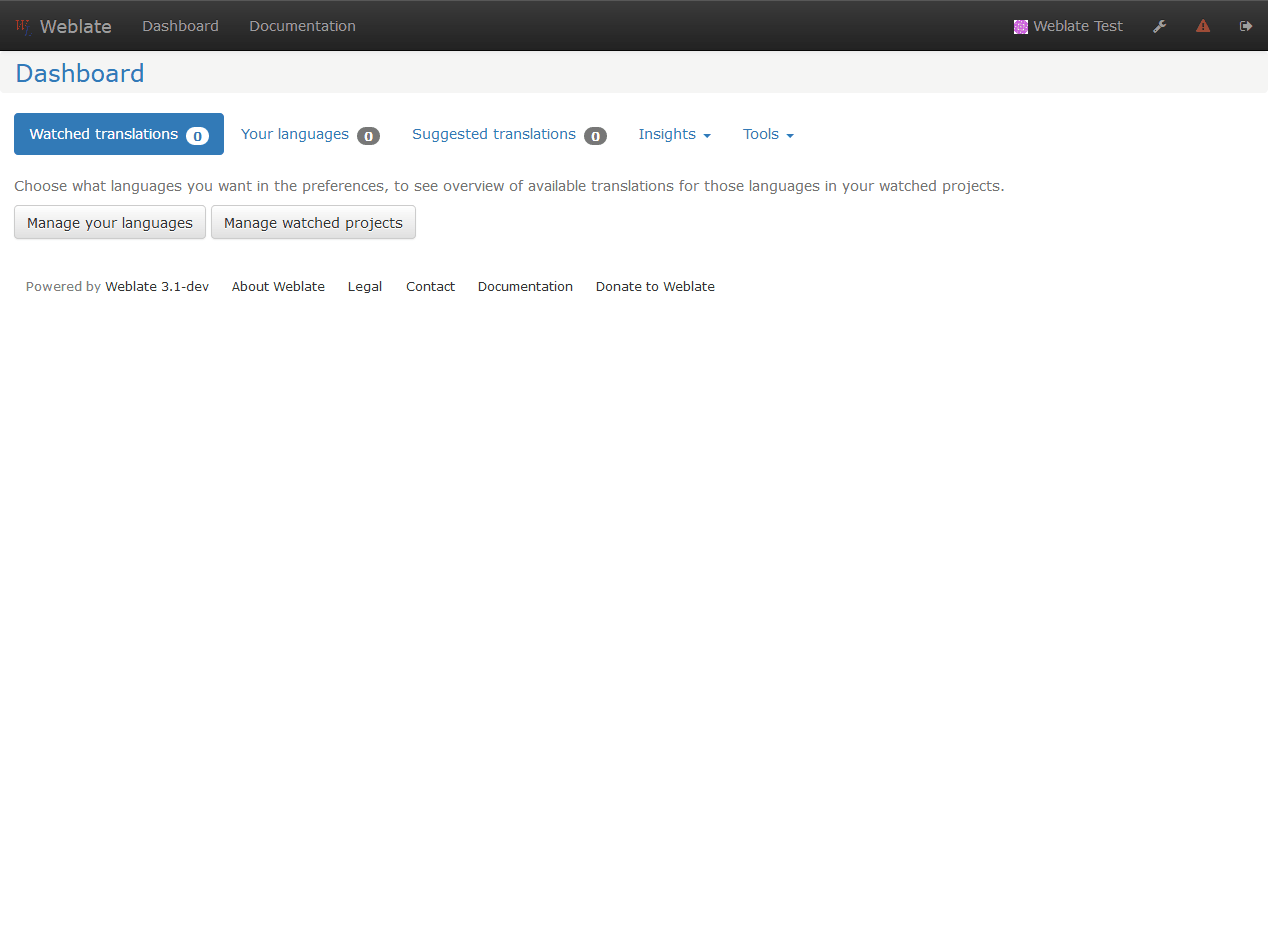 Weblate Dashboard Documentation Weblate Test
Dashboard
Watched translations 0 Your languages 0 Suggested translations 0 Insights Tools
Choose what languages you want in the preferences, to see overview of available translations for those languages in your watched projects.
Manage your languages Manage watched projects
Powered by Weblate 3.1-dev About Weblate Legal Contact Documentation Donate to Weblate